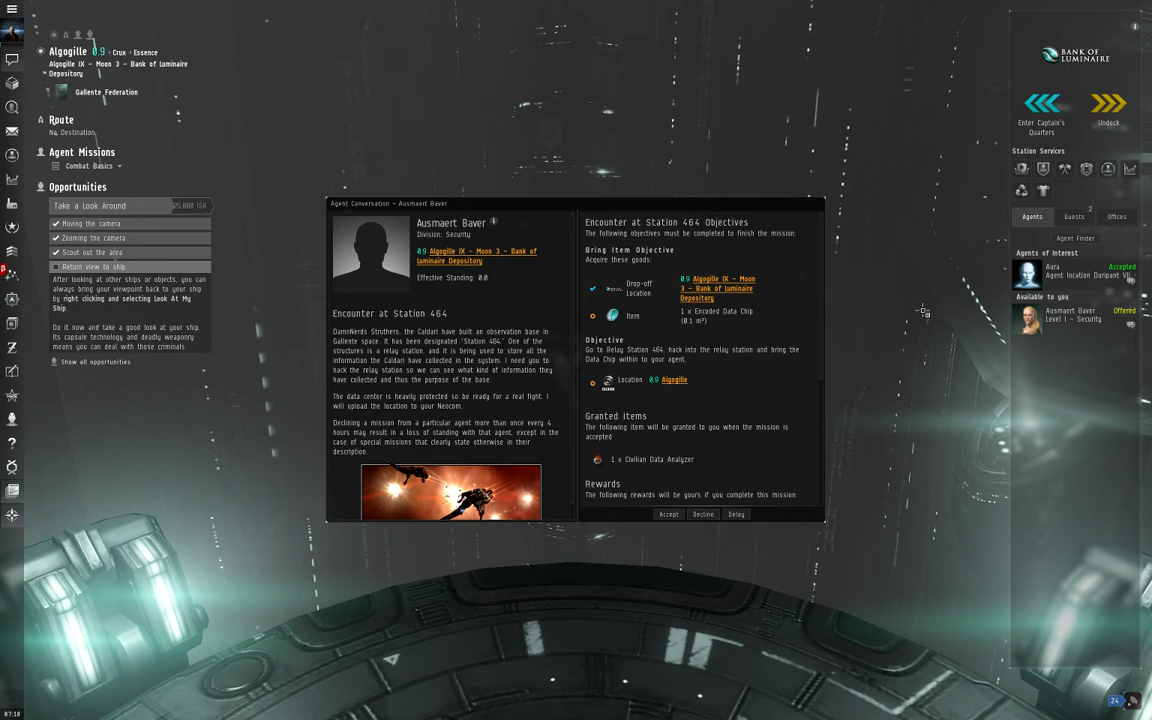 Algogille 0.9 · Crux · Essence
Algogille IX - Moon 3 - Bank of Luminaire
Depository
Gallente Federation
Route
No Destination
Agent Missions
Combat Basics
Opportunities
Take a Look Around
25.000 ISK
Moving the camera
Zooming the camera
Scout out the area
Return view to ship
After looking at other ships or objects, you can
always bring your viewpoint back to your ship
by right clicking and selecting Look At My
Ship
Do it now and take a good look at your ship.
Its capsule technology and deadly weaponry
means you can deal with those criminals.
Show all opportunities
07:18
Agent Conversation - Ausmaert Baver
Ausmaert Baver
Division: Security
0.9 Algogille IX - Moon 3 - Bank of
Luminaire Depository
Effective Standing: 0.0
Encounter at Station 464
DamnNerds Struthers, the Caldari have built an observation base in
Gallente space. It has been designated "Station 464." One of the
structures is a relay station, and it is being used to store all the
information the Caldari have collected in the system. I need you to
hack the relay station so we can see what kind of information they
have collected and thus the purpose of the base.
The data center is heavily protected so be ready for a real fight. I
will upload the location to your Neocom.
Declining a mission from a particular agent more than once every 4
hours may result in a loss of standing with that agent, except in the
case of special missions that clearly state otherwise in their
description.
Encounter at Station 464 Objectives
The following objectives must be completed to finish the mission:
Bring Item Objective
Acquire these goods:
Drop-off
Location
0.9 Algogille IX - Moon
3 - Bank of Luminaire
Depository
Item
1 x Encoded Data Chip
(0.1 m³)
Objective
Go to Relay Station 464, hack into the relay station and bring the
Data Chip within to your agent.
Location
0.9 Algogille
Granted Items
The following item will be granted to you when the mission is
accepted
1 x Civilian Data Analyzer
Rewards
The following rewards will be yours if you complete this mission:
Accept
Decline
Delay
BANK OF
LUMINAIRE
Enter Captain's
Quarters
Undock
Station Services
Agents
Guests
2
Offices
Agent Finder
Agents of Interest
Aura
Accepted
Agent location Duripant VII
Available to you
Ausmaert Baver
Offered
Level I - Security
24